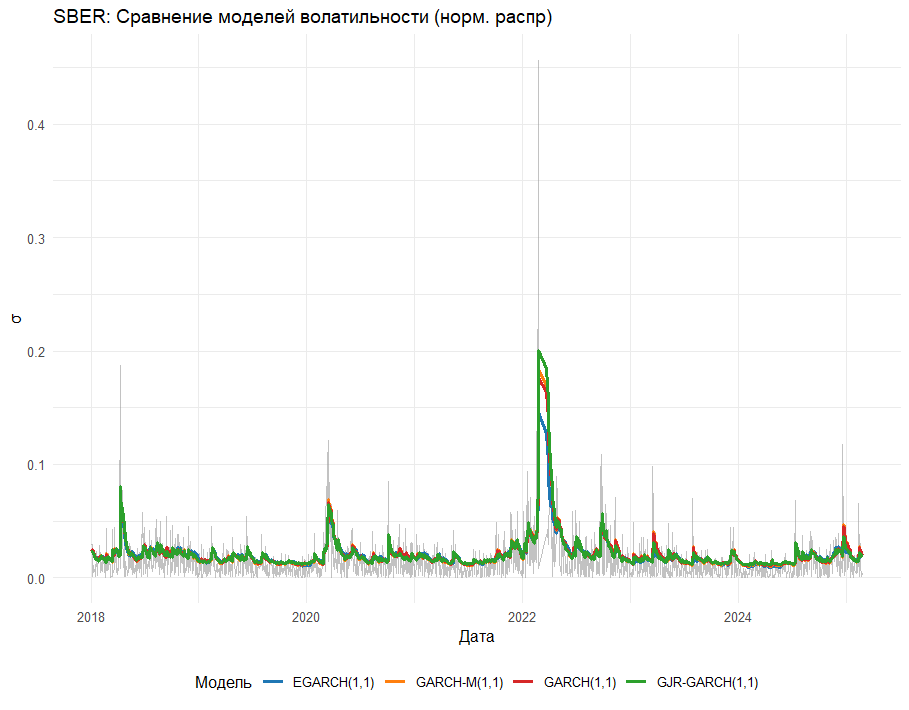 SBER: Сравнение моделей волатильности (норм. распр)
σ
0.4
0.3
0.2
0.1
0.0
2018 2020 2022 2024
Дата
Модель EGARCH(1,1) GARCH-M(1,1) GARCH(1,1) GJR-GARCH(1,1)